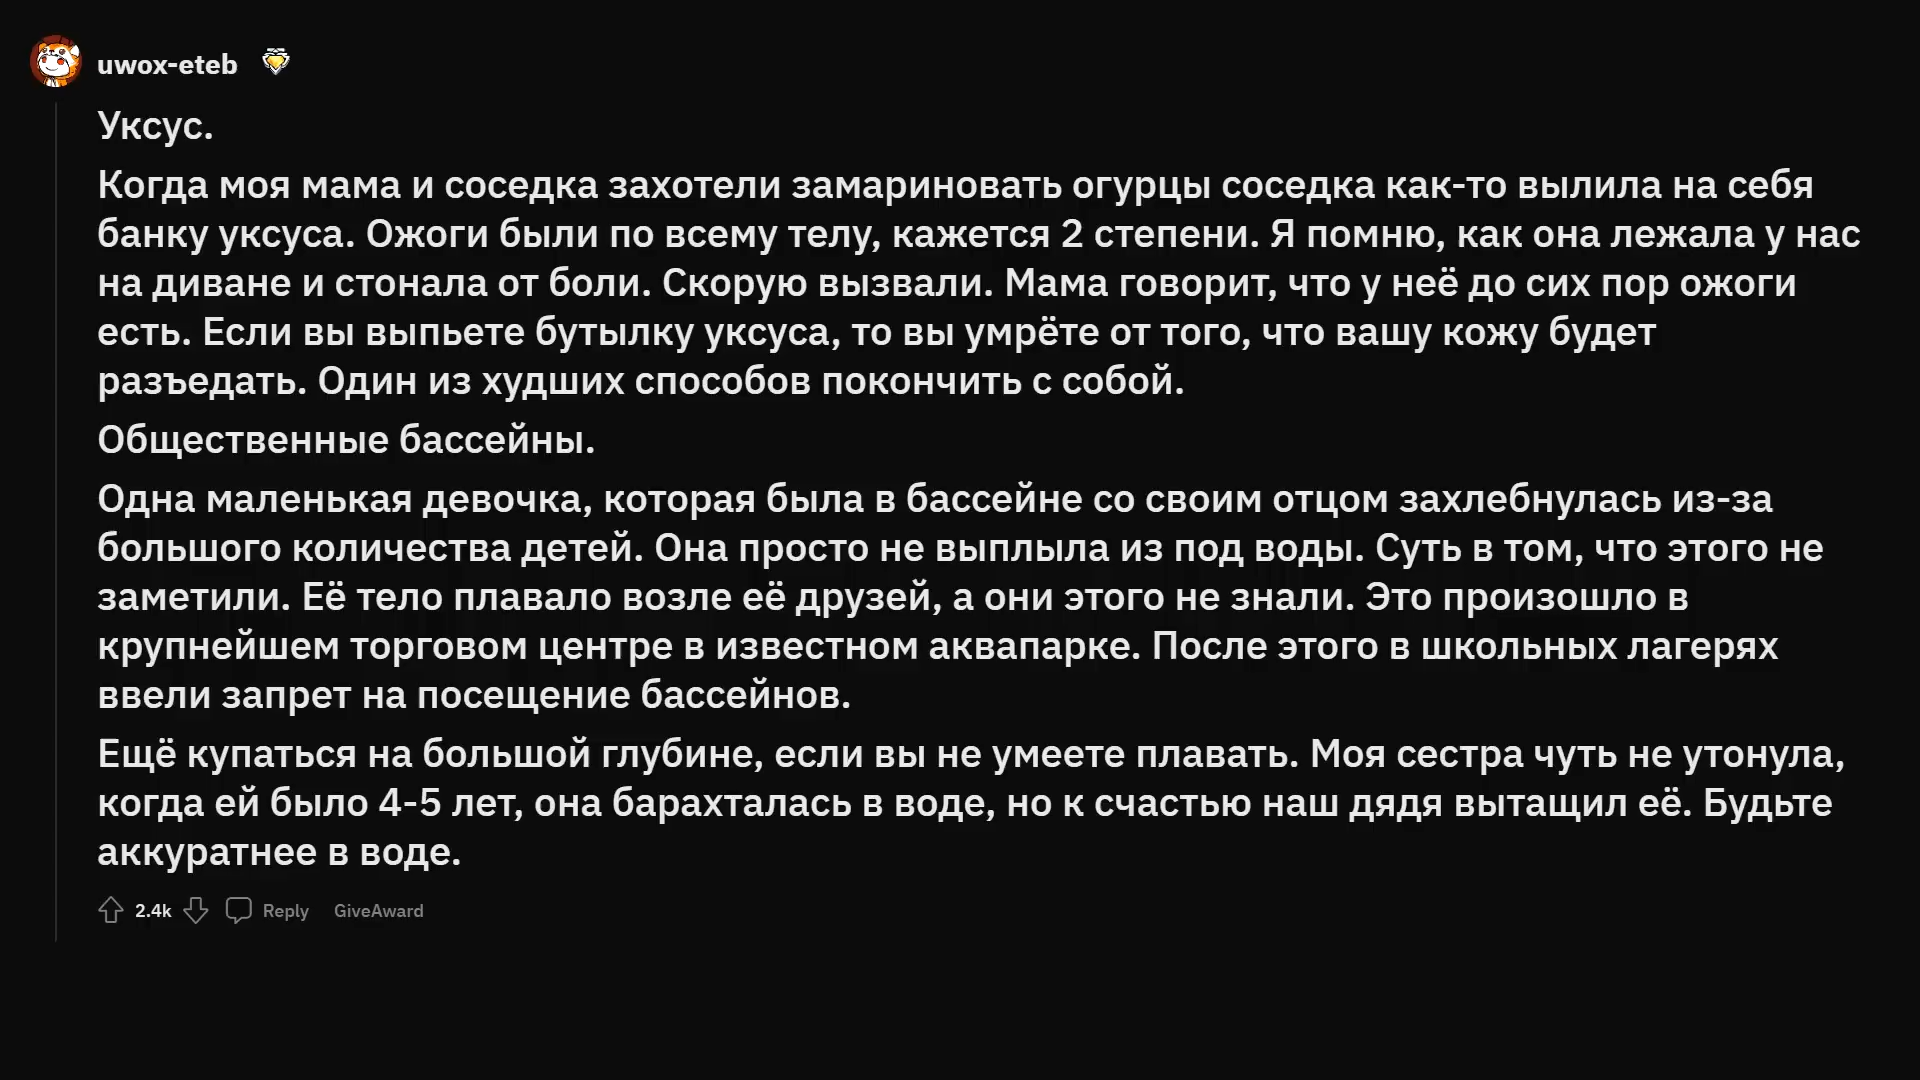 uwox-eteb
Уксус.
Когда моя мама и соседка захотели замариновать огурцы соседка как-то вылила на себя
банку уксуса. Ожоги были по всему телу, кажется 2 степени. Я помню, как она лежала у нас
на диване и стонала от боли. Скорую вызвали. Мама говорит, что у неё до сих пор ожоги
есть. Если вы выпьете бутылку уксуса, то вы умрёте от того, что вашу кожу будет
разъедать. Один из худших способов покончить с собой.
Общественные бассейны.
Одна маленькая девочка, которая была в бассейне со своим отцом захлебнулась из-за
большого количества детей. Она просто не выплыла из под воды. Суть в том, что этого не
заметили. Её тело плавало возле её друзей, а они этого не знали. Это произошло в
крупнейшем торговом центре в известном аквапарке. После этого в школьных лагерях
ввели запрет на посещение бассейнов.
Ещё купаться на большой глубине, если вы не умеете плавать. Моя сестра чуть не утонула,
когда ей было 4-5 лет, она барахталась в воде, но к счастью наш дядя вытащил её. Будьте
аккуратнее в воде.
2.4k Reply GiveAward